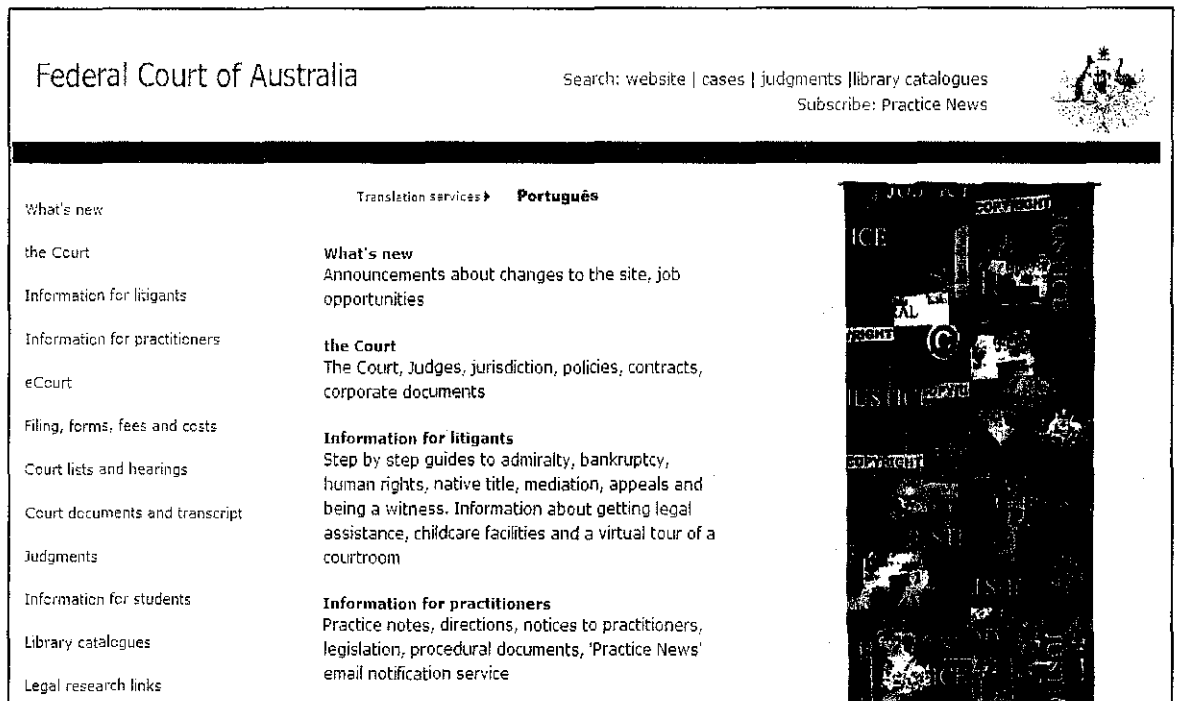 Federal Court of Australia
Search: website | cases | judgments |library catalogues
Subscribe: Practice News
Translation services Português
What's new
the Court
Information for litigants
Information for practitioners
eCourt
Filing, forms, fees and costs
Court lists and hearings
Court documents and transcript
Judgments
Information for students
Library catalogues
Legal research links
What's new
Announcements about changes to the site, job
opportunities
the Court
The Court, Judges, jurisdiction, policies, contracts,
corporate documents
Information for litigants
Step by step guides to admiralty, bankruptcy,
human rights, native title, mediation, appeals and
being a witness. Information about getting legal
assistance, childcare facilities and a virtual tour of a
courtroom
Information for practitioners
Practice notes, directions, notices to practitioners,
legislation, procedural documents, 'Practice News'
email notification service
COPYRIGHT
ICE
©
COPYRIGHT